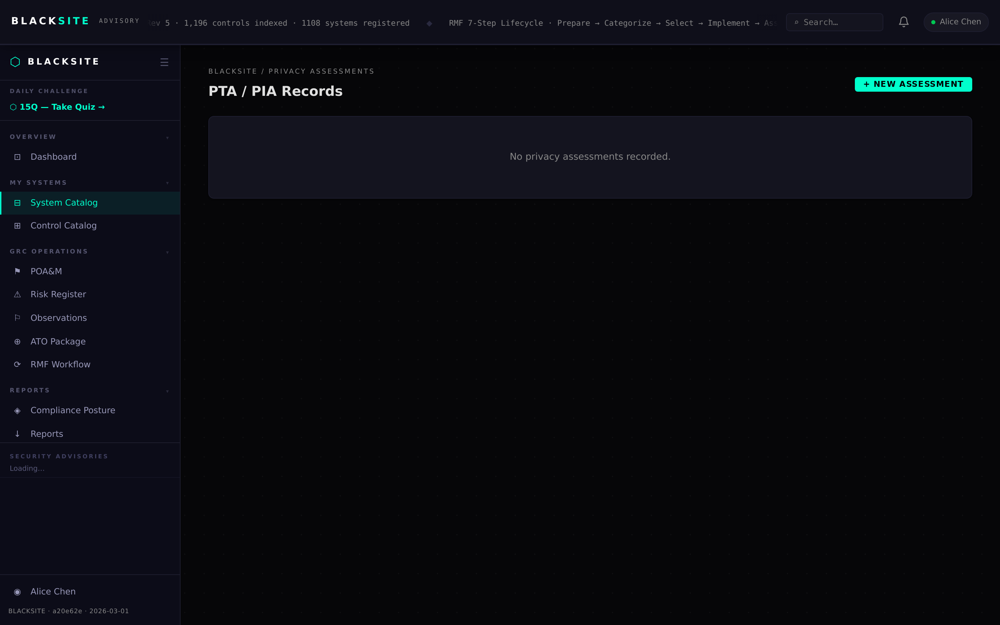 BLACKSITE ADVISORY
Rev 5 · 1,196 controls indexed · 1108 systems registered ◆ RMF 7-Step Lifecycle · Prepare → Categorize → Select → Implement →
Search…
Alice Chen
BLACKSITE
DAILY CHALLENGE
15Q — Take Quiz →
OVERVIEW
Dashboard
MY SYSTEMS
System Catalog
Control Catalog
GRC OPERATIONS
POA&M
Risk Register
Observations
ATO Package
RMF Workflow
REPORTS
Compliance Posture
Reports
SECURITY ADVISORIES
Loading…
Alice Chen
BLACKSITE · a20e62e · 2026-03-01
BLACKSITE / PRIVACY ASSESSMENTS
PTA / PIA Records
+ NEW ASSESSMENT
No privacy assessments recorded.